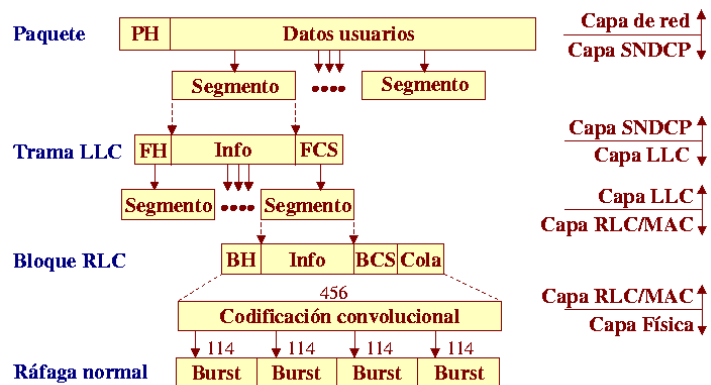 Paquete
PH
Datos usuarios
Capa de red
Capa SNDCP
Segmento
Segmento
Trama LLC
FH
Info
FCS
Capa SNDCP
Capa LLC
Segmento
Segmento
Capa LLC
Capa RLC/MAC
Bloque RLC
BH
Info
BCS
Cola
456
Codificación convolucional
Capa RLC/MAC
Capa Física
114
114
114
114
Ráfaga normal
Burst
Burst
Burst
Burst